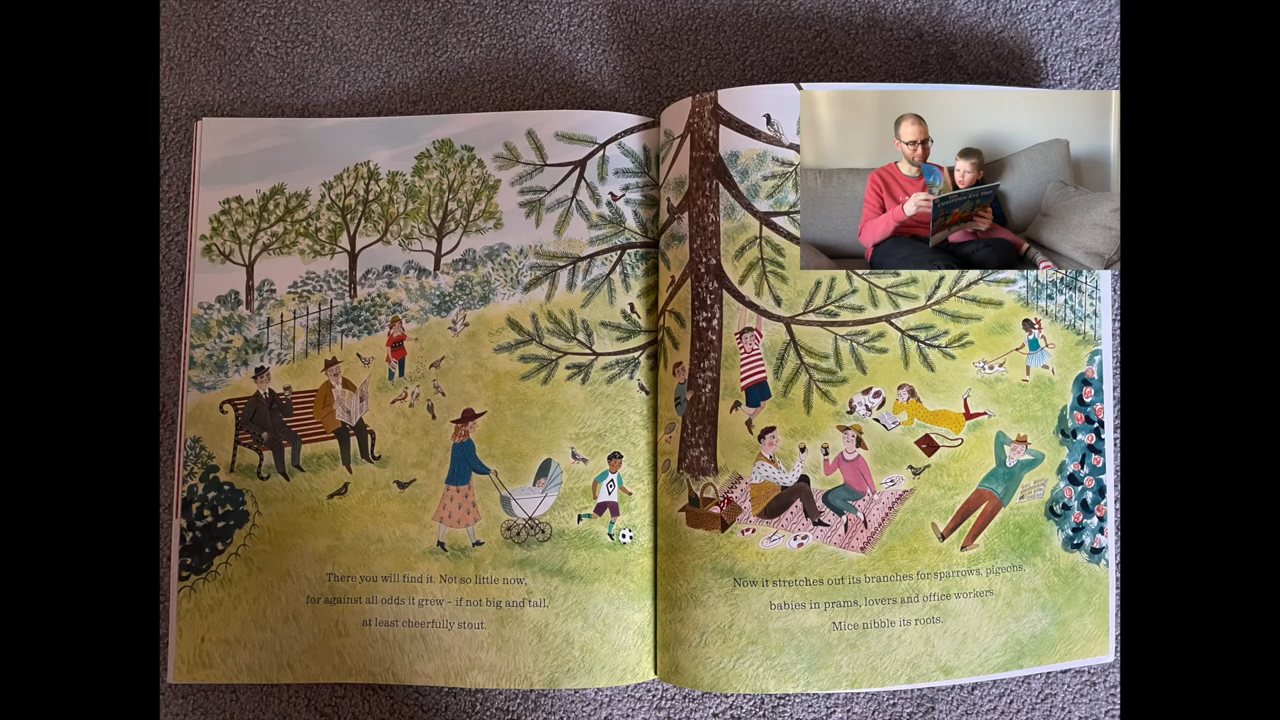 There you will find it. Not so little now,
for against all odds it grew – if not big and tall,
at least cheerfully stout.
Now it stretches out its branches for sparrows, pigeons,
babies in prams, lovers and office workers.
Mice nibble its roots.